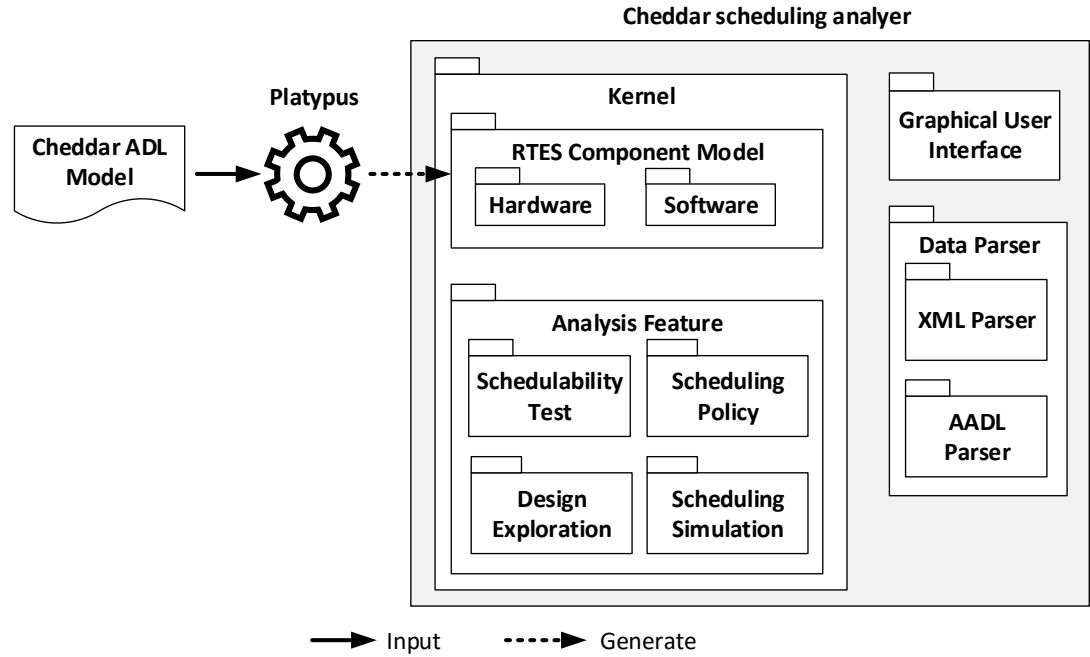 Cheddar scheduling analyer
Platypus
Cheddar ADL
Model
Kernel
RTES Component Model
Hardware
Software
Analysis Feature
Schedulability
Test
Scheduling
Policy
Design
Exploration
Scheduling
Simulation
Graphical User
Interface
Data Parser
XML Parser
AADL
Parser
Input
Generate